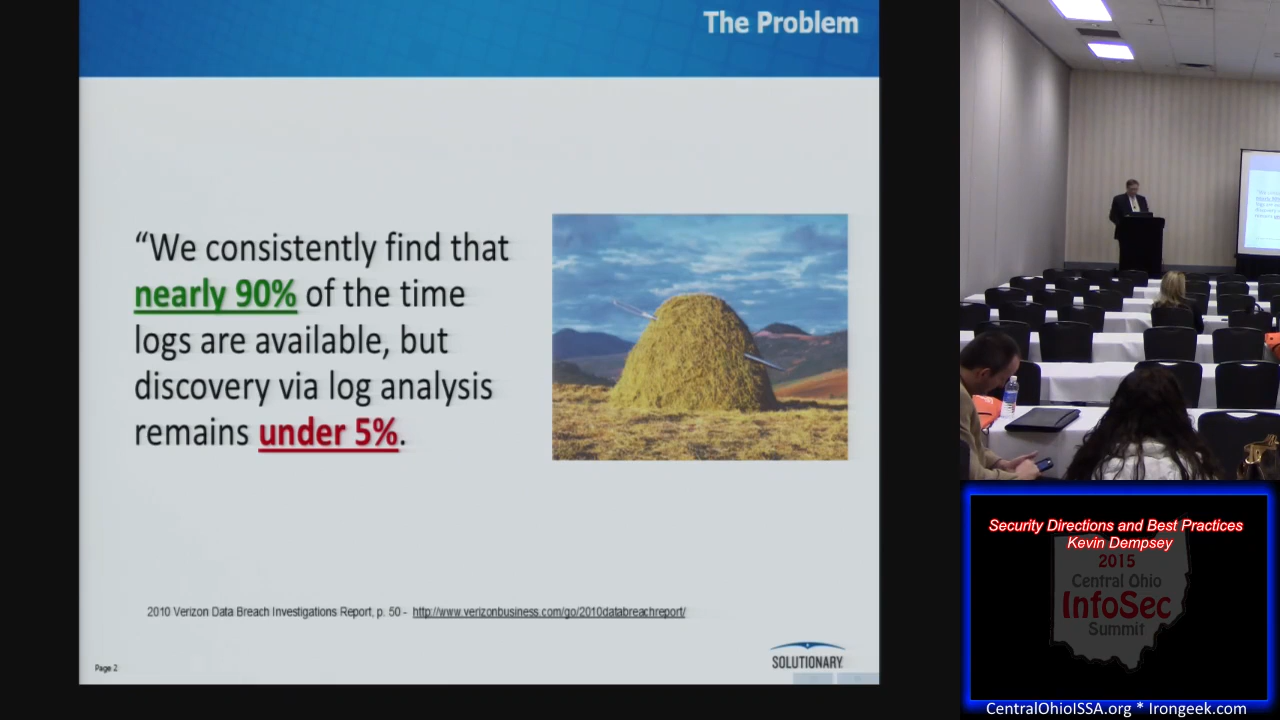 The Problem
“We consistently find that
nearly 90% of the time
logs are available, but
discovery via log analysis
remains under 5%.
2010 Verizon Data Breach Investigations Report, p. 50 - http://www.verizonbusiness.com/go/2010databreachreport/
Page 2
SOLUTIONARY
Security Directions and Best Practices
Kevin Dempsey
2015
Central Ohio
InfoSec
Summit
CentralOhioISSA.org * Irongeek.com